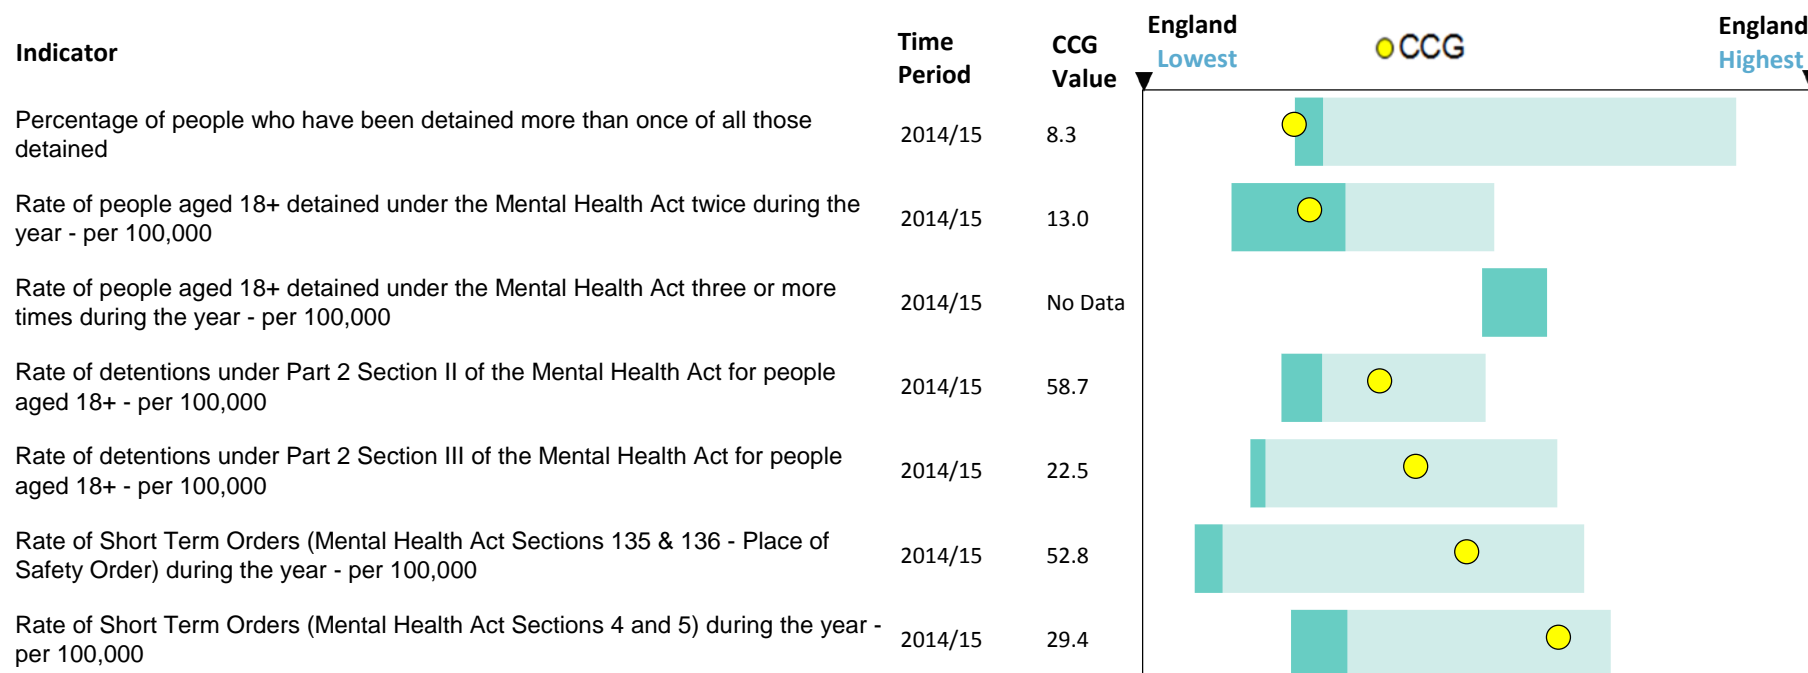 Indicator
Time
Period
CCG
Value
England
Lowest
CCG
England
Highest
Percentage of people who have been detained more than once of all those
detained
2014/15
8.3
Rate of people aged 18+ detained under the Mental Health Act twice during the
year - per 100,000
2014/15
13.0
Rate of people aged 18+ detained under the Mental Health Act three or more
times during the year - per 100,000
2014/15
No Data
Rate of detentions under Part 2 Section II of the Mental Health Act for people
aged 18+ - per 100,000
2014/15
58.7
Rate of detentions under Part 2 Section III of the Mental Health Act for people
aged 18+ - per 100,000
2014/15
22.5
Rate of Short Term Orders (Mental Health Act Sections 135 & 136 - Place of
Safety Order) during the year - per 100,000
2014/15
52.8
Rate of Short Term Orders (Mental Health Act Sections 4 and 5) during the year -
per 100,000
2014/15
29.4